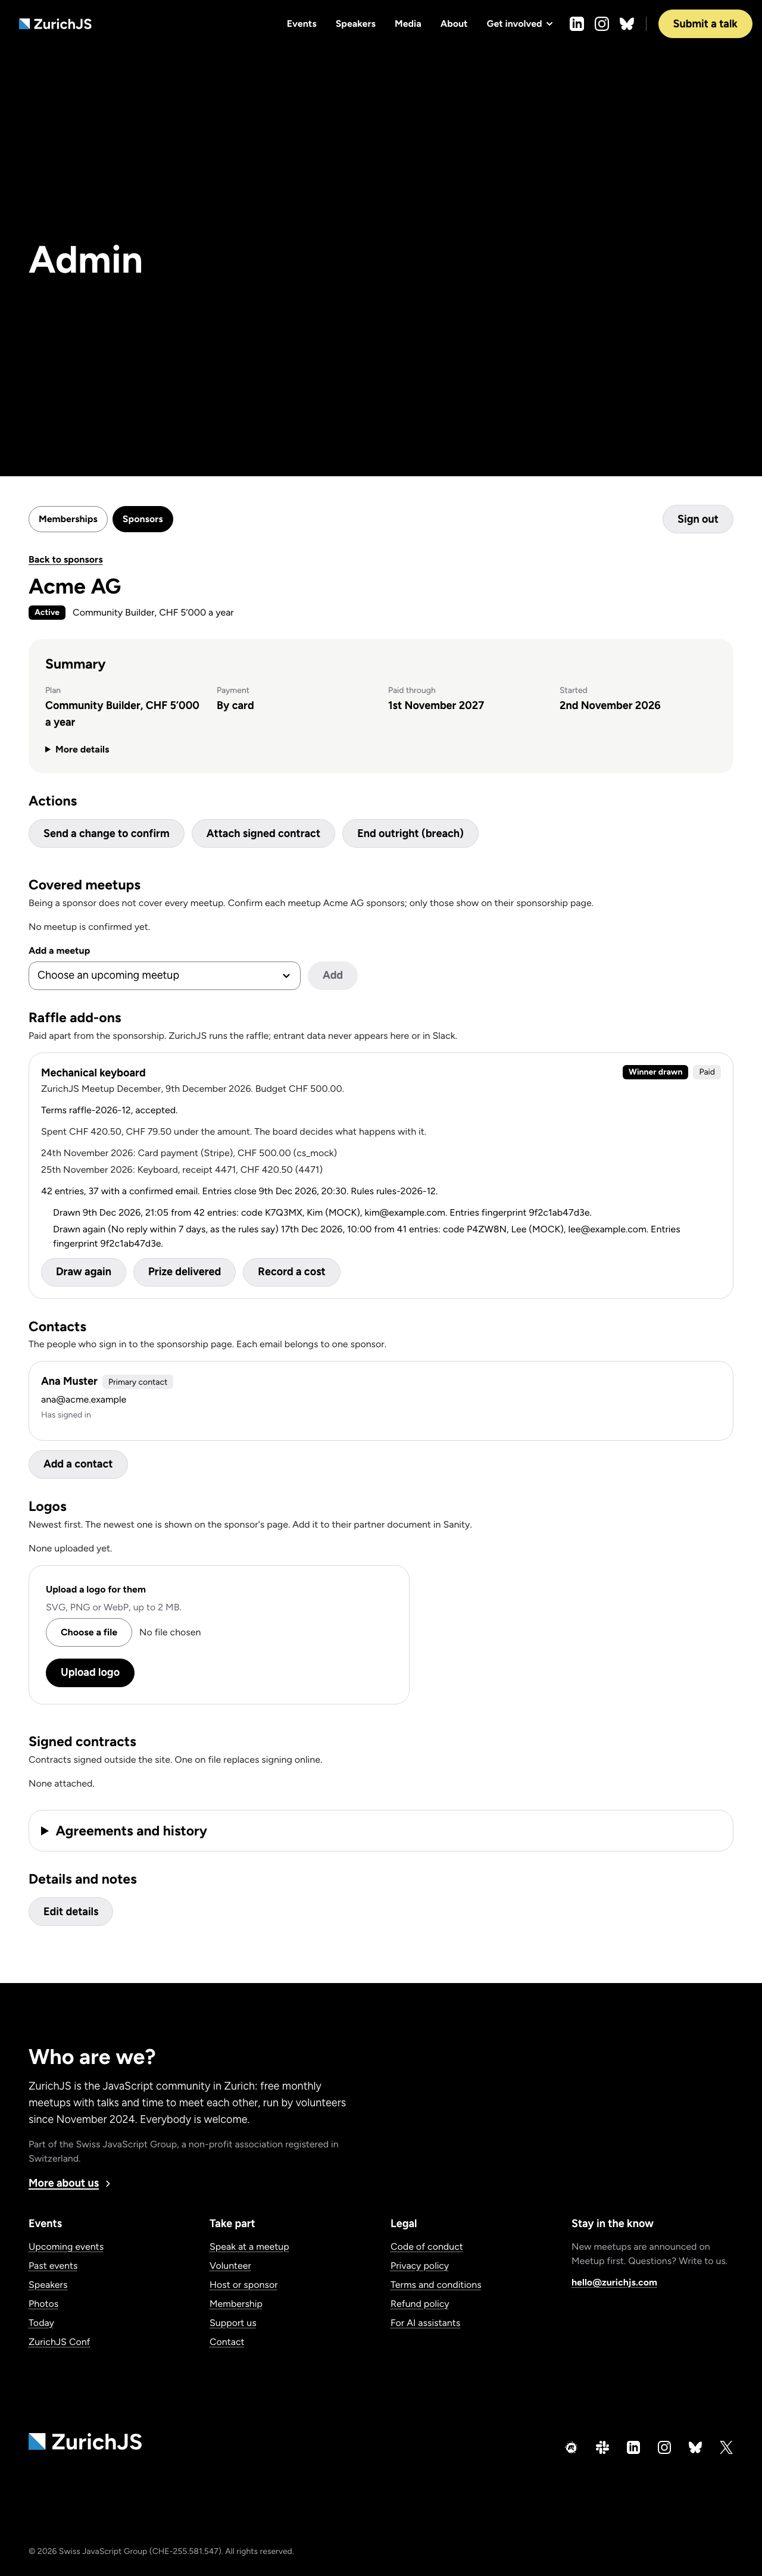 ZurichJS
Events
Speakers
Media
About
Get involved
Submit a talk
Admin
Memberships
Sponsors
Sign out
Back to sponsors
Acme AG
Active
Community Builder, CHF 5'000 a year
Summary
Plan
Community Builder, CHF 5'000
a year
Payment
By card
Paid through
1st November 2027
Started
2nd November 2026
More details
Actions
Send a change to confirm
Attach signed contract
End outright (breach)
Covered meetups
Being a sponsor does not cover every meetup. Confirm each meetup Acme AG sponsors; only those show on their sponsorship page.
No meetup is confirmed yet.
Add a meetup
Choose an upcoming meetup
Add
Raffle add-ons
Paid apart from the sponsorship. ZurichJS runs the raffle; entrant data never appears here or in Slack.
Mechanical keyboard
Winner drawn
Paid
ZurichJS Meetup December, 9th December 2026. Budget CHF 500.00.
Terms raffle-2026-12, accepted.
Spent CHF 420.50, CHF 79.50 under the amount. The board decides what happens with it.
24th November 2026: Card payment (Stripe), CHF 500.00 (cs_mock)
25th November 2026: Keyboard, receipt 4471, CHF 420.50 (4471)
42 entries, 37 with a confirmed email. Entries close 9th Dec 2026, 20:30. Rules rules-2026-12.
Drawn 9th Dec 2026, 21:05 from 42 entries: code K7Q3MX, Kim (MOCK), kim@example.com. Entries fingerprint 9f2c1ab47d3e.
Drawn again (No reply within 7 days, as the rules say) 17th Dec 2026, 10:00 from 41 entries: code P4ZW8N, Lee (MOCK), lee@example.com. Entries
fingerprint 9f2c1ab47d3e.
Draw again
Prize delivered
Record a cost
Contacts
The people who sign in to the sponsorship page. Each email belongs to one sponsor.
Ana Muster
Primary contact
ana@acme.example
Has signed in
Add a contact
Logos
Newest first. The newest one is shown on the sponsor's page. Add it to their partner document in Sanity.
None uploaded yet.
Upload a logo for them
SVG, PNG or WebP, up to 2 MB.
Choose a file
No file chosen
Upload logo
Signed contracts
Contracts signed outside the site. One on file replaces signing online.
None attached.
Agreements and history
Details and notes
Edit details
Who are we?
ZurichJS is the JavaScript community in Zurich: free monthly
meetups with talks and time to meet each other, run by volunteers
since November 2024. Everybody is welcome.
Part of the Swiss JavaScript Group, a non-profit association registered in
Switzerland.
More about us
Events
Upcoming events
Past events
Speakers
Photos
Today
ZurichJS Conf
Take part
Speak at a meetup
Volunteer
Host or sponsor
Membership
Support us
Contact
Legal
Code of conduct
Privacy policy
Terms and conditions
Refund policy
For AI assistants
Stay in the know
New meetups are announced on
Meetup first. Questions? Write to us.
hello@zurichjs.com
ZurichJS
© 2026 Swiss JavaScript Group (CHE-255.581.547). All rights reserved.